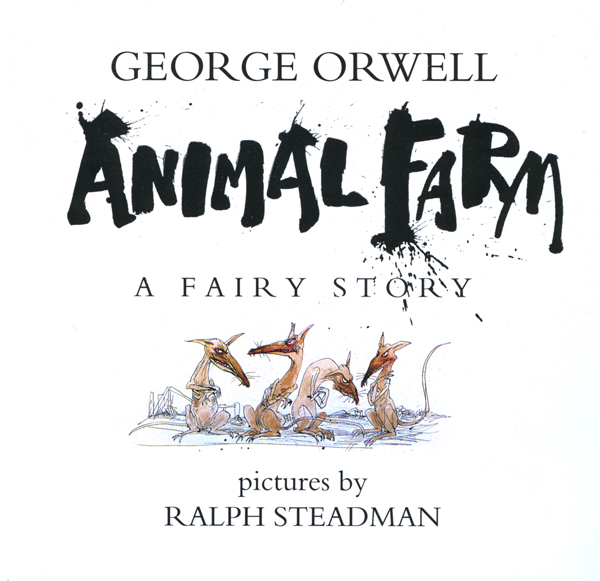 GEORGE ORWELL
ANIMAL FARM
A FAIRY STORY
pictures by
RALPH STEADMAN